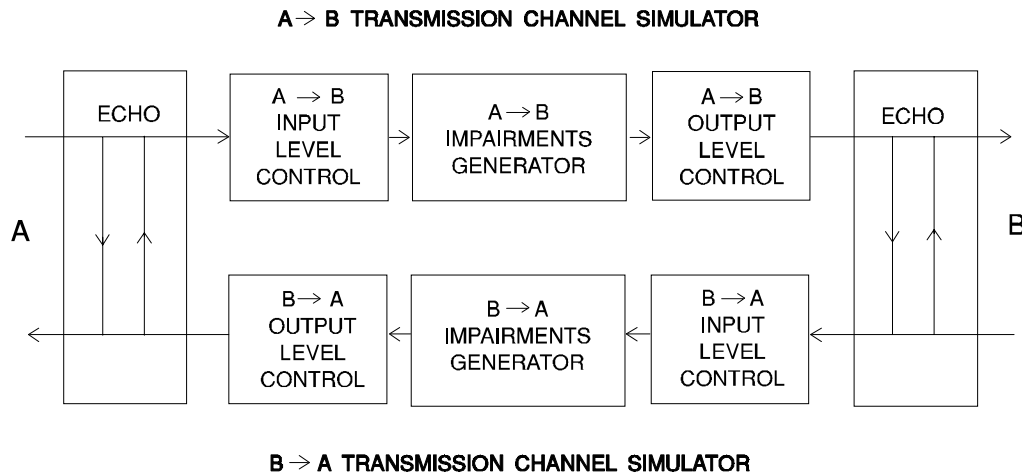 A → B TRANSMISSION CHANNEL SIMULATOR
ECHO
A → B
INPUT
LEVEL
CONTROL
A → B
IMPAIRMENTS
GENERATOR
A → B
OUTPUT
LEVEL
CONTROL
ECHO
A
B
B → A
OUTPUT
LEVEL
CONTROL
B → A
IMPAIRMENTS
GENERATOR
B → A
INPUT
LEVEL
CONTROL
B → A TRANSMISSION CHANNEL SIMULATOR